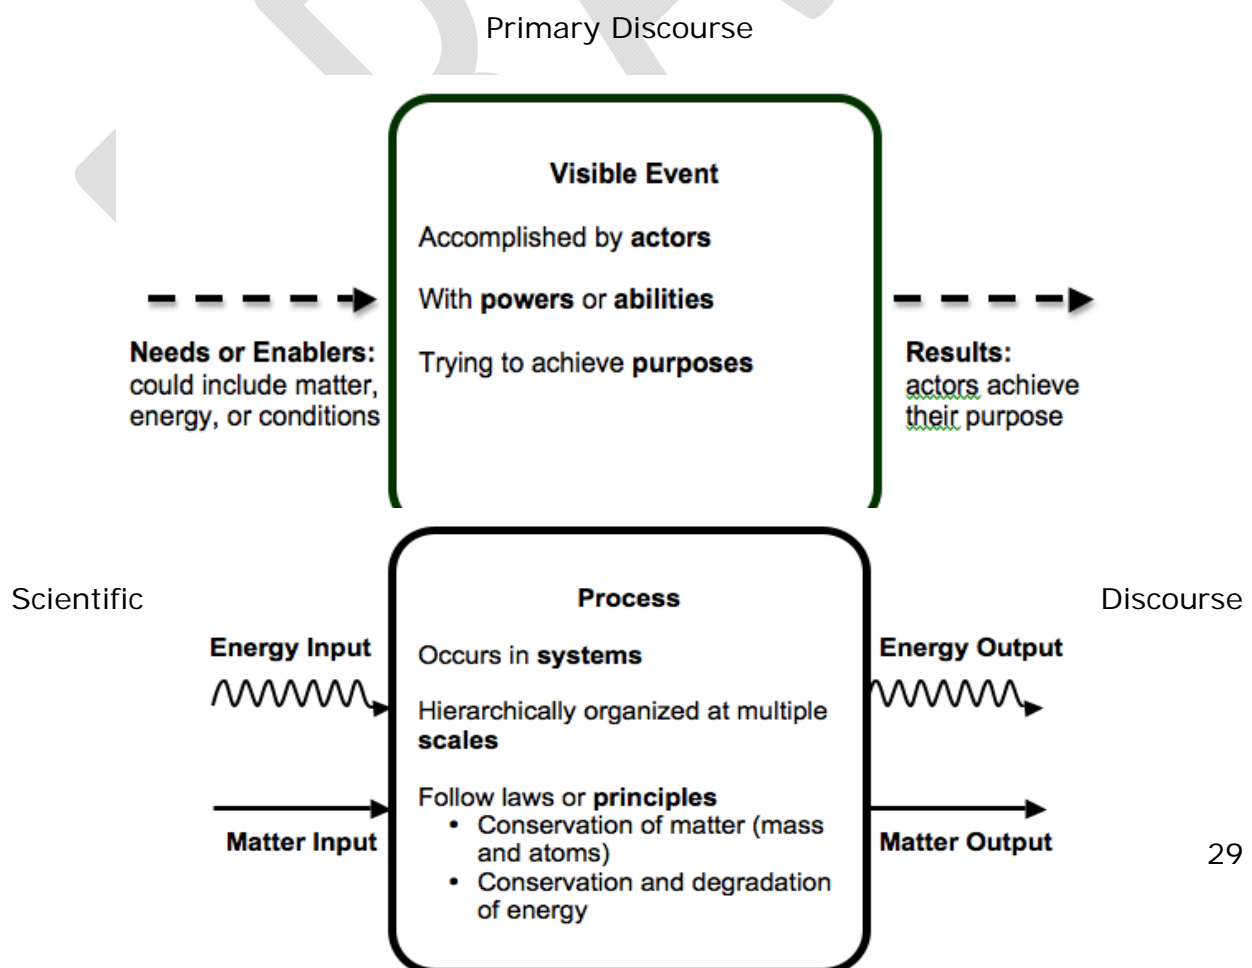 Primary Discourse
Visible Event
Accomplished by actors
With powers or abilities
Trying to achieve purposes
Needs or Enablers:
could include matter,
energy, or conditions
Results:
actors achieve
their purpose
Scientific
Discourse
Process
Energy Input
Occurs in systems
Energy Output
Hierarchically organized at multiple
scales
Follow laws or principles
• Conservation of matter (mass
and atoms)
• Conservation and degradation
of energy
Matter Input
Matter Output
29